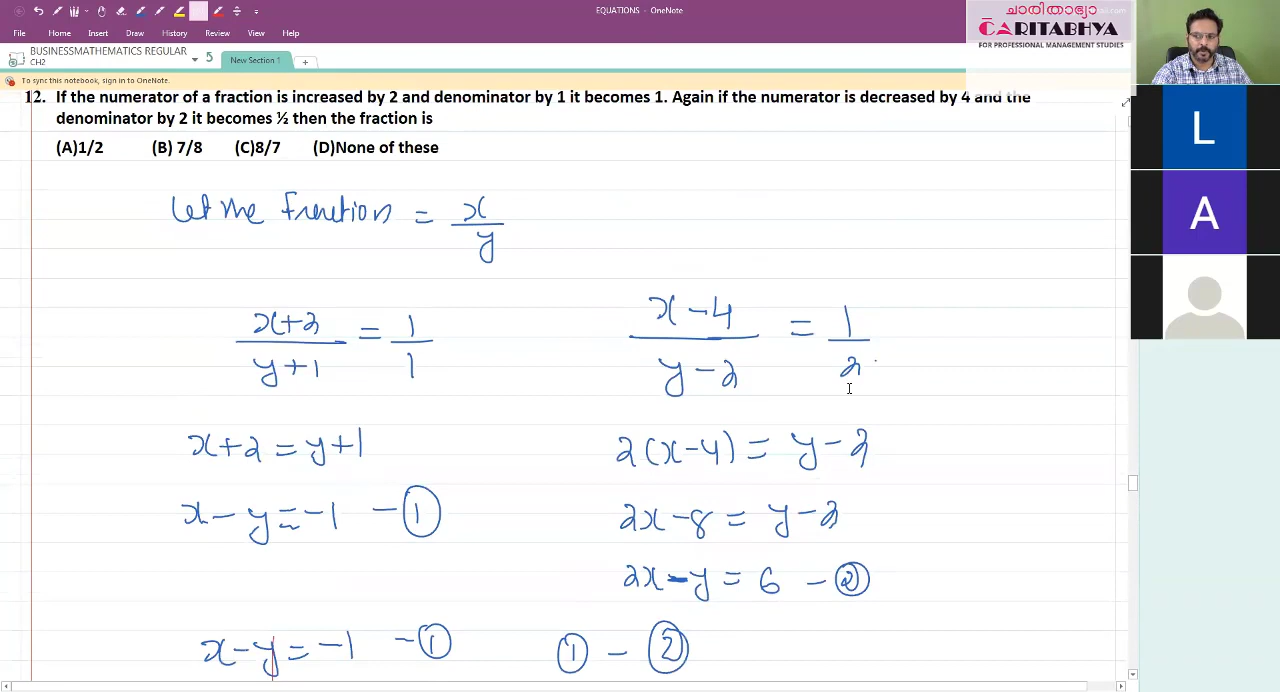 EQUATIONS - OneNote
ചാരിതാഭ്യാ
CARITABHYA
FOR PROFESSIONAL MANAGEMENT STUDIES
File Home Insert Draw History Review View Help
BUSINESSMATHEMATICS REGULAR
CH2
New Section 1
To sync this notebook, sign in to OneNote.
12. If the numerator of a fraction is increased by 2 and denominator by 1 it becomes 1. Again if the numerator is decreased by 4 and the
denominator by 2 it becomes ½ then the fraction is
(A)1/2 (B) 7/8 (C)8/7 (D)None of these
Let the fraction = x/y
x+2/y+1 = 1/1
x-4/y-2 = 1/2
x+2 = y+1
2(x-4) = y-2
x-y = -1 - ①
2x-8 = y-2
2x-y = 6 - ②
x-y = -1 - ①
① - ②
L
A